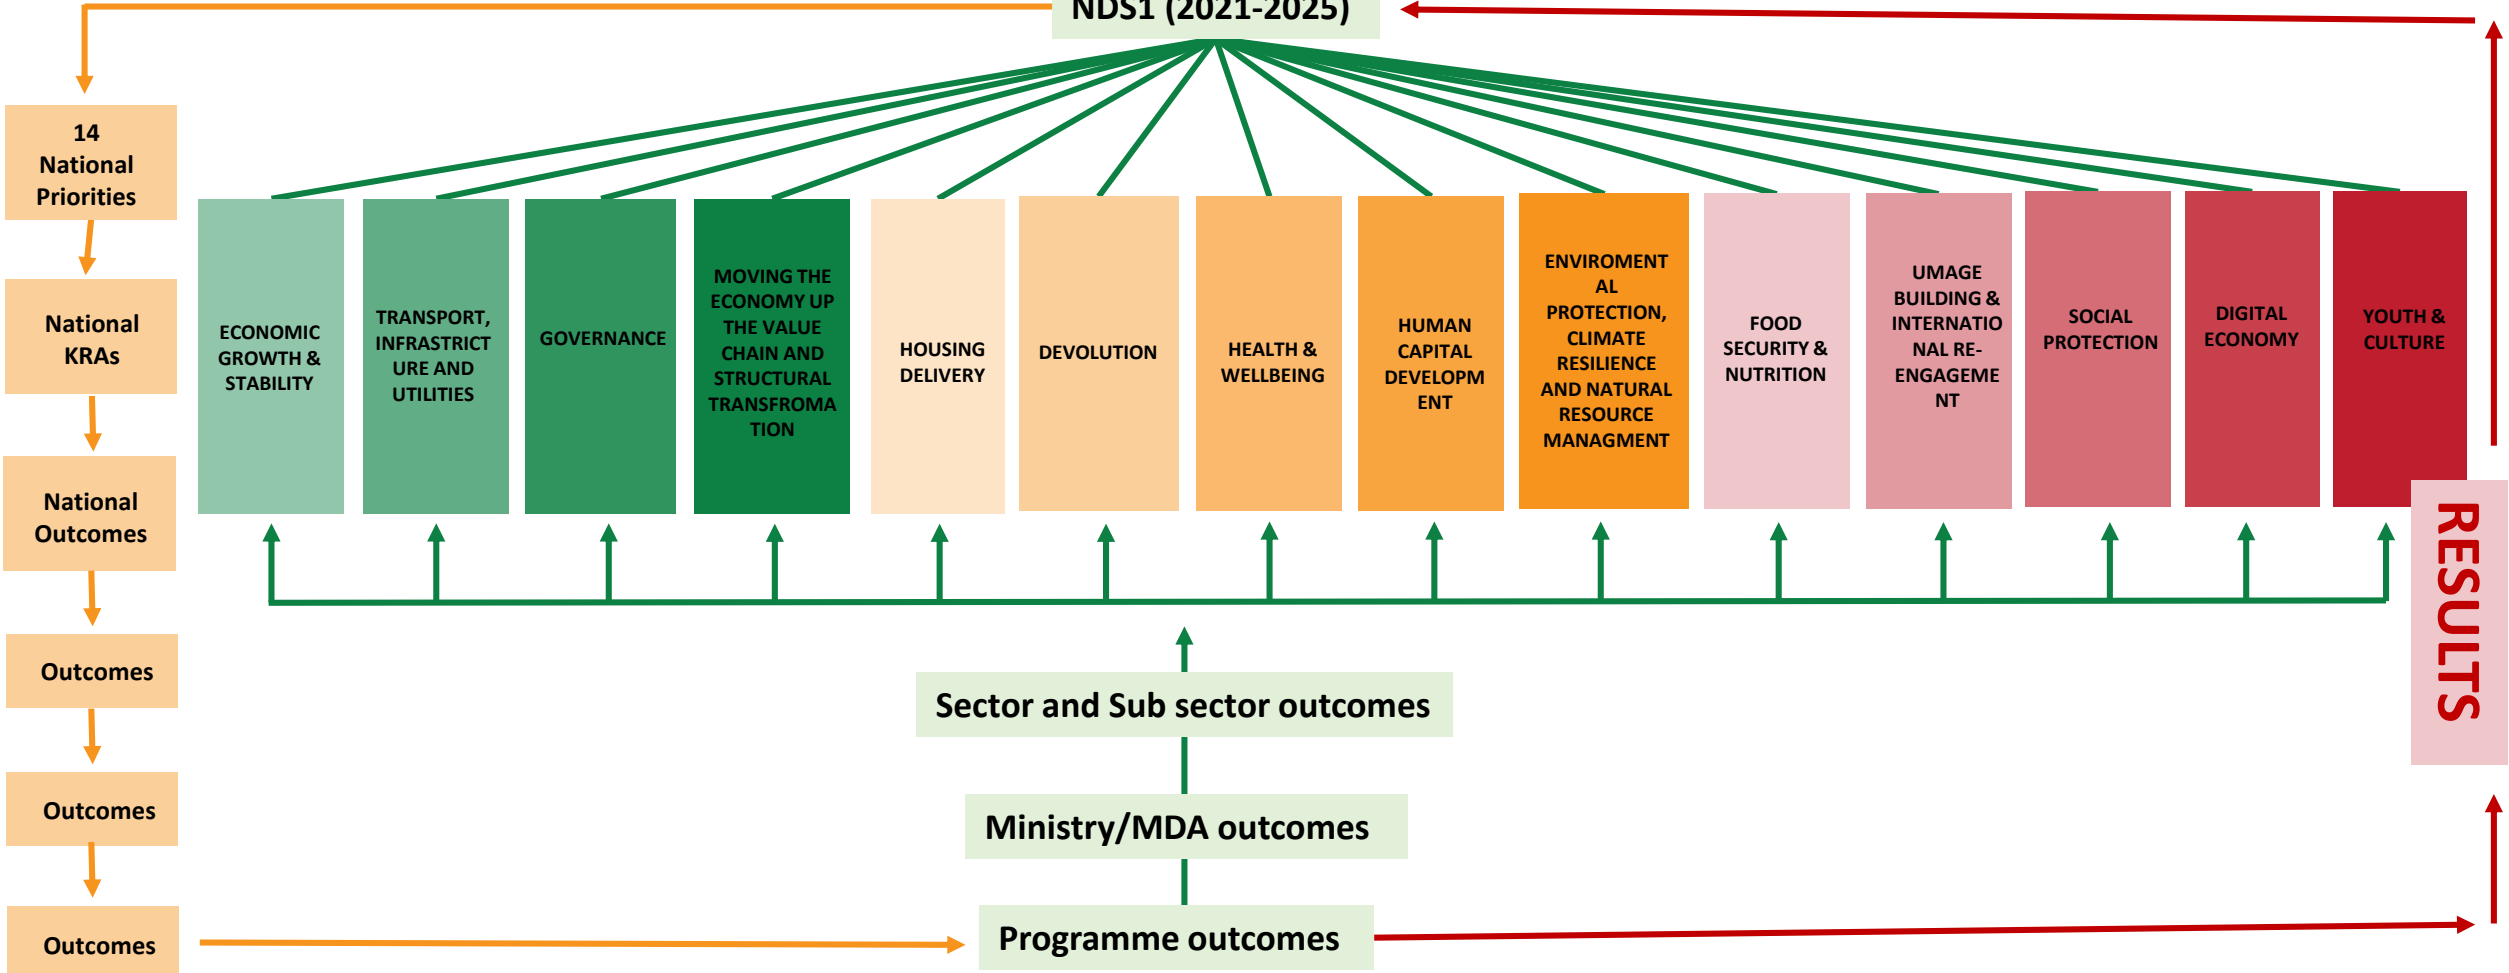 NDS1 (2021-2025)
14
National
Priorities
National
KRAs
National
Outcomes
Outcomes
Outcomes
Outcomes
ECONOMIC
GROWTH &
STABILITY
TRANSPORT,
INFRASTRICT
URE AND
UTILITIES
GOVERNANCE
MOVING THE
ECONOMY UP
THE VALUE
CHAIN AND
STRUCTURAL
TRANSFROMA
TION
HOUSING
DELIVERY
DEVOLUTION
HEALTH &
WELLBEING
HUMAN
CAPITAL
DEVELOPM
ENT
ENVIROMENT
AL
PROTECTION,
CLIMATE
RESILIENCE
AND NATURAL
RESOURCE
MANAGMENT
FOOD
SECURITY &
NUTRITION
UMAGE
BUILDING &
INTERNATIO
NAL RE-
ENGAGEME
NT
SOCIAL
PROTECTION
DIGITAL
ECONOMY
YOUTH &
CULTURE
RESULTS
Sector and Sub sector outcomes
Ministry/MDA outcomes
Programme outcomes